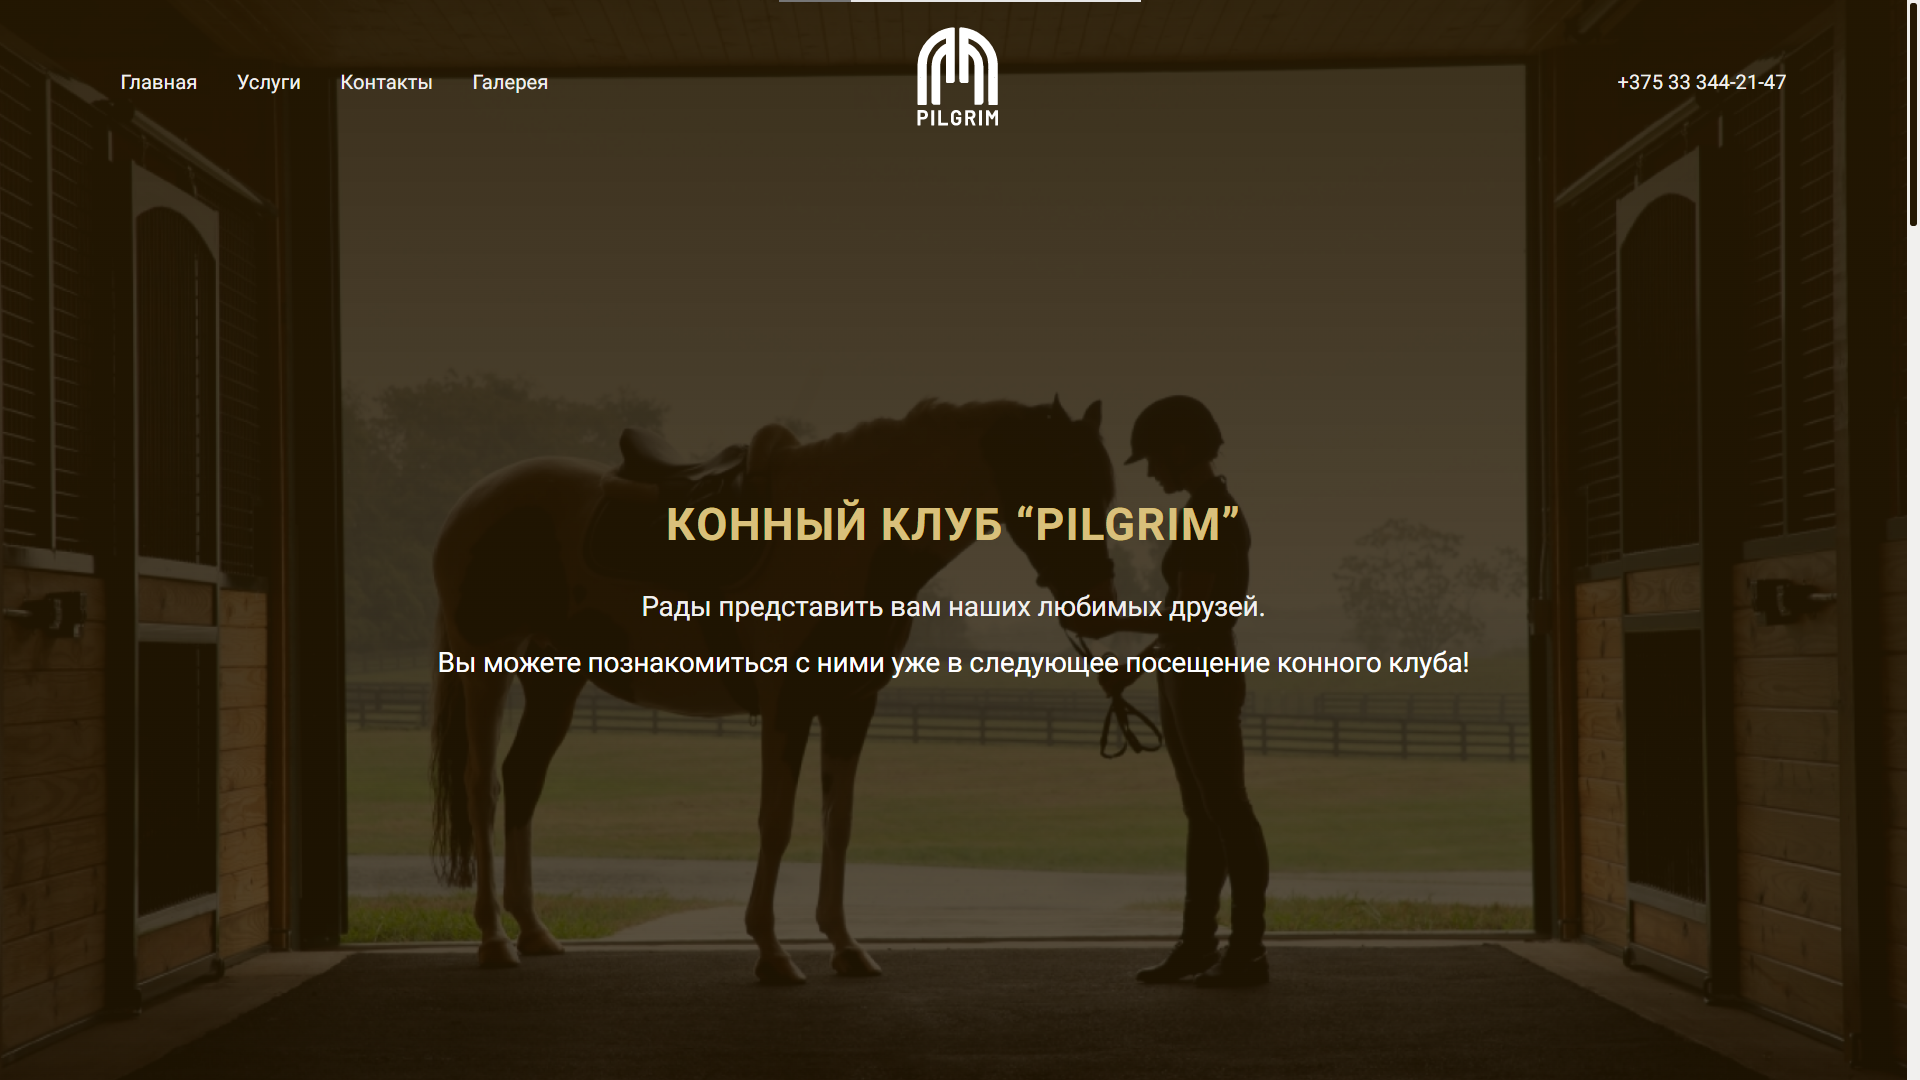 Главная Услуги Контакты Галерея
PILGRIM
+375 33 344-21-47
КОННЫЙ КЛУБ “PILGRIM”
Рады представить вам наших любимых друзей.
Вы можете познакомиться с ними уже в следующее посещение конного клуба!